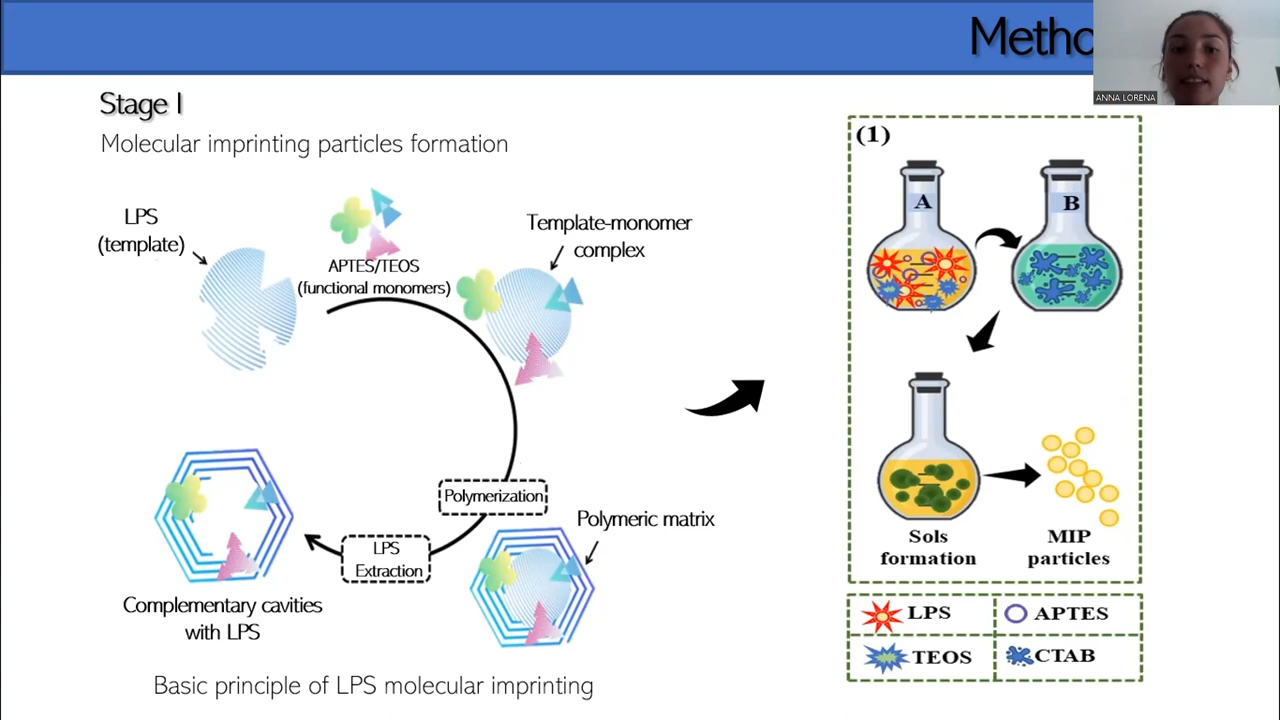 Metho
ANNA LORENA
Stage I
Molecular imprinting particles formation
LPS
(template)
APTES/TEOS
(functional monomers)
Template-monomer
complex
Polymerization
Polymeric matrix
LPS
Extraction
Complementary cavities
with LPS
Basic principle of LPS molecular imprinting
(1)
A
B
Sols
formation
MIP
particles
LPS
APTES
TEOS
CTAB